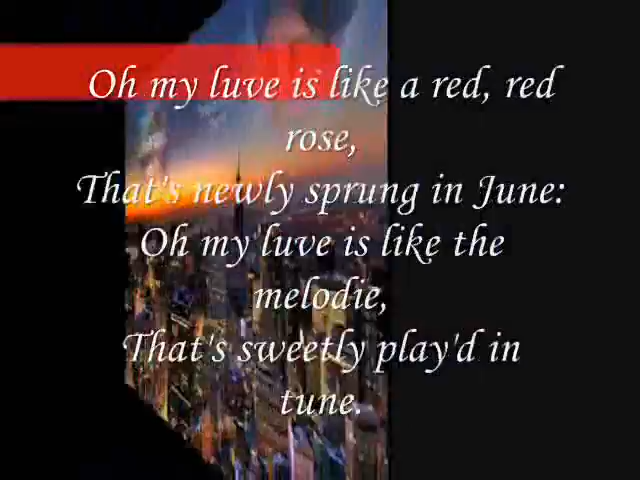 Oh my luve is like a red, red
rose,
That's newly sprung in June:
Oh my luve is like the
melodie,
That's sweetly play'd in
tune.